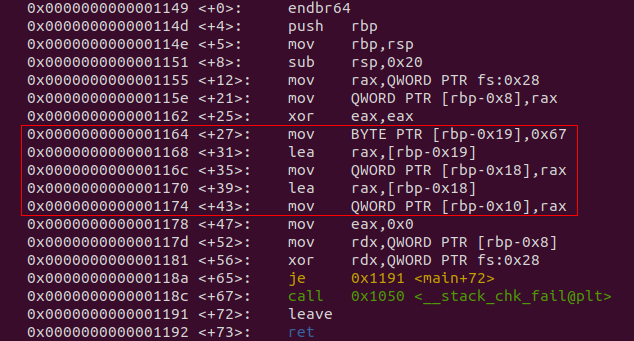 0x0000000000001149 <+0>: endbr64
0x000000000000114d <+4>: push rbp
0x000000000000114e <+5>: mov rbp,rsp
0x0000000000001151 <+8>: sub rsp,0x20
0x0000000000001155 <+12>: mov rax,QWORD PTR fs:0x28
0x000000000000115e <+21>: mov QWORD PTR [rbp-0x8],rax
0x0000000000001162 <+25>: xor eax,eax
0x0000000000001164 <+27>: mov BYTE PTR [rbp-0x19],0x67
0x0000000000001168 <+31>: lea rax,[rbp-0x19]
0x000000000000116c <+35>: mov QWORD PTR [rbp-0x18],rax
0x0000000000001170 <+39>: lea rax,[rbp-0x18]
0x0000000000001174 <+43>: mov QWORD PTR [rbp-0x10],rax
0x0000000000001178 <+47>: mov eax,0x0
0x000000000000117d <+52>: mov rdx,QWORD PTR [rbp-0x8]
0x0000000000001181 <+56>: xor rdx,QWORD PTR fs:0x28
0x000000000000118a <+65>: je 0x1191 <main+72>
0x000000000000118c <+67>: call 0x1050 <__stack_chk_fail@plt>
0x0000000000001191 <+72>: leave
0x0000000000001192 <+73>: ret